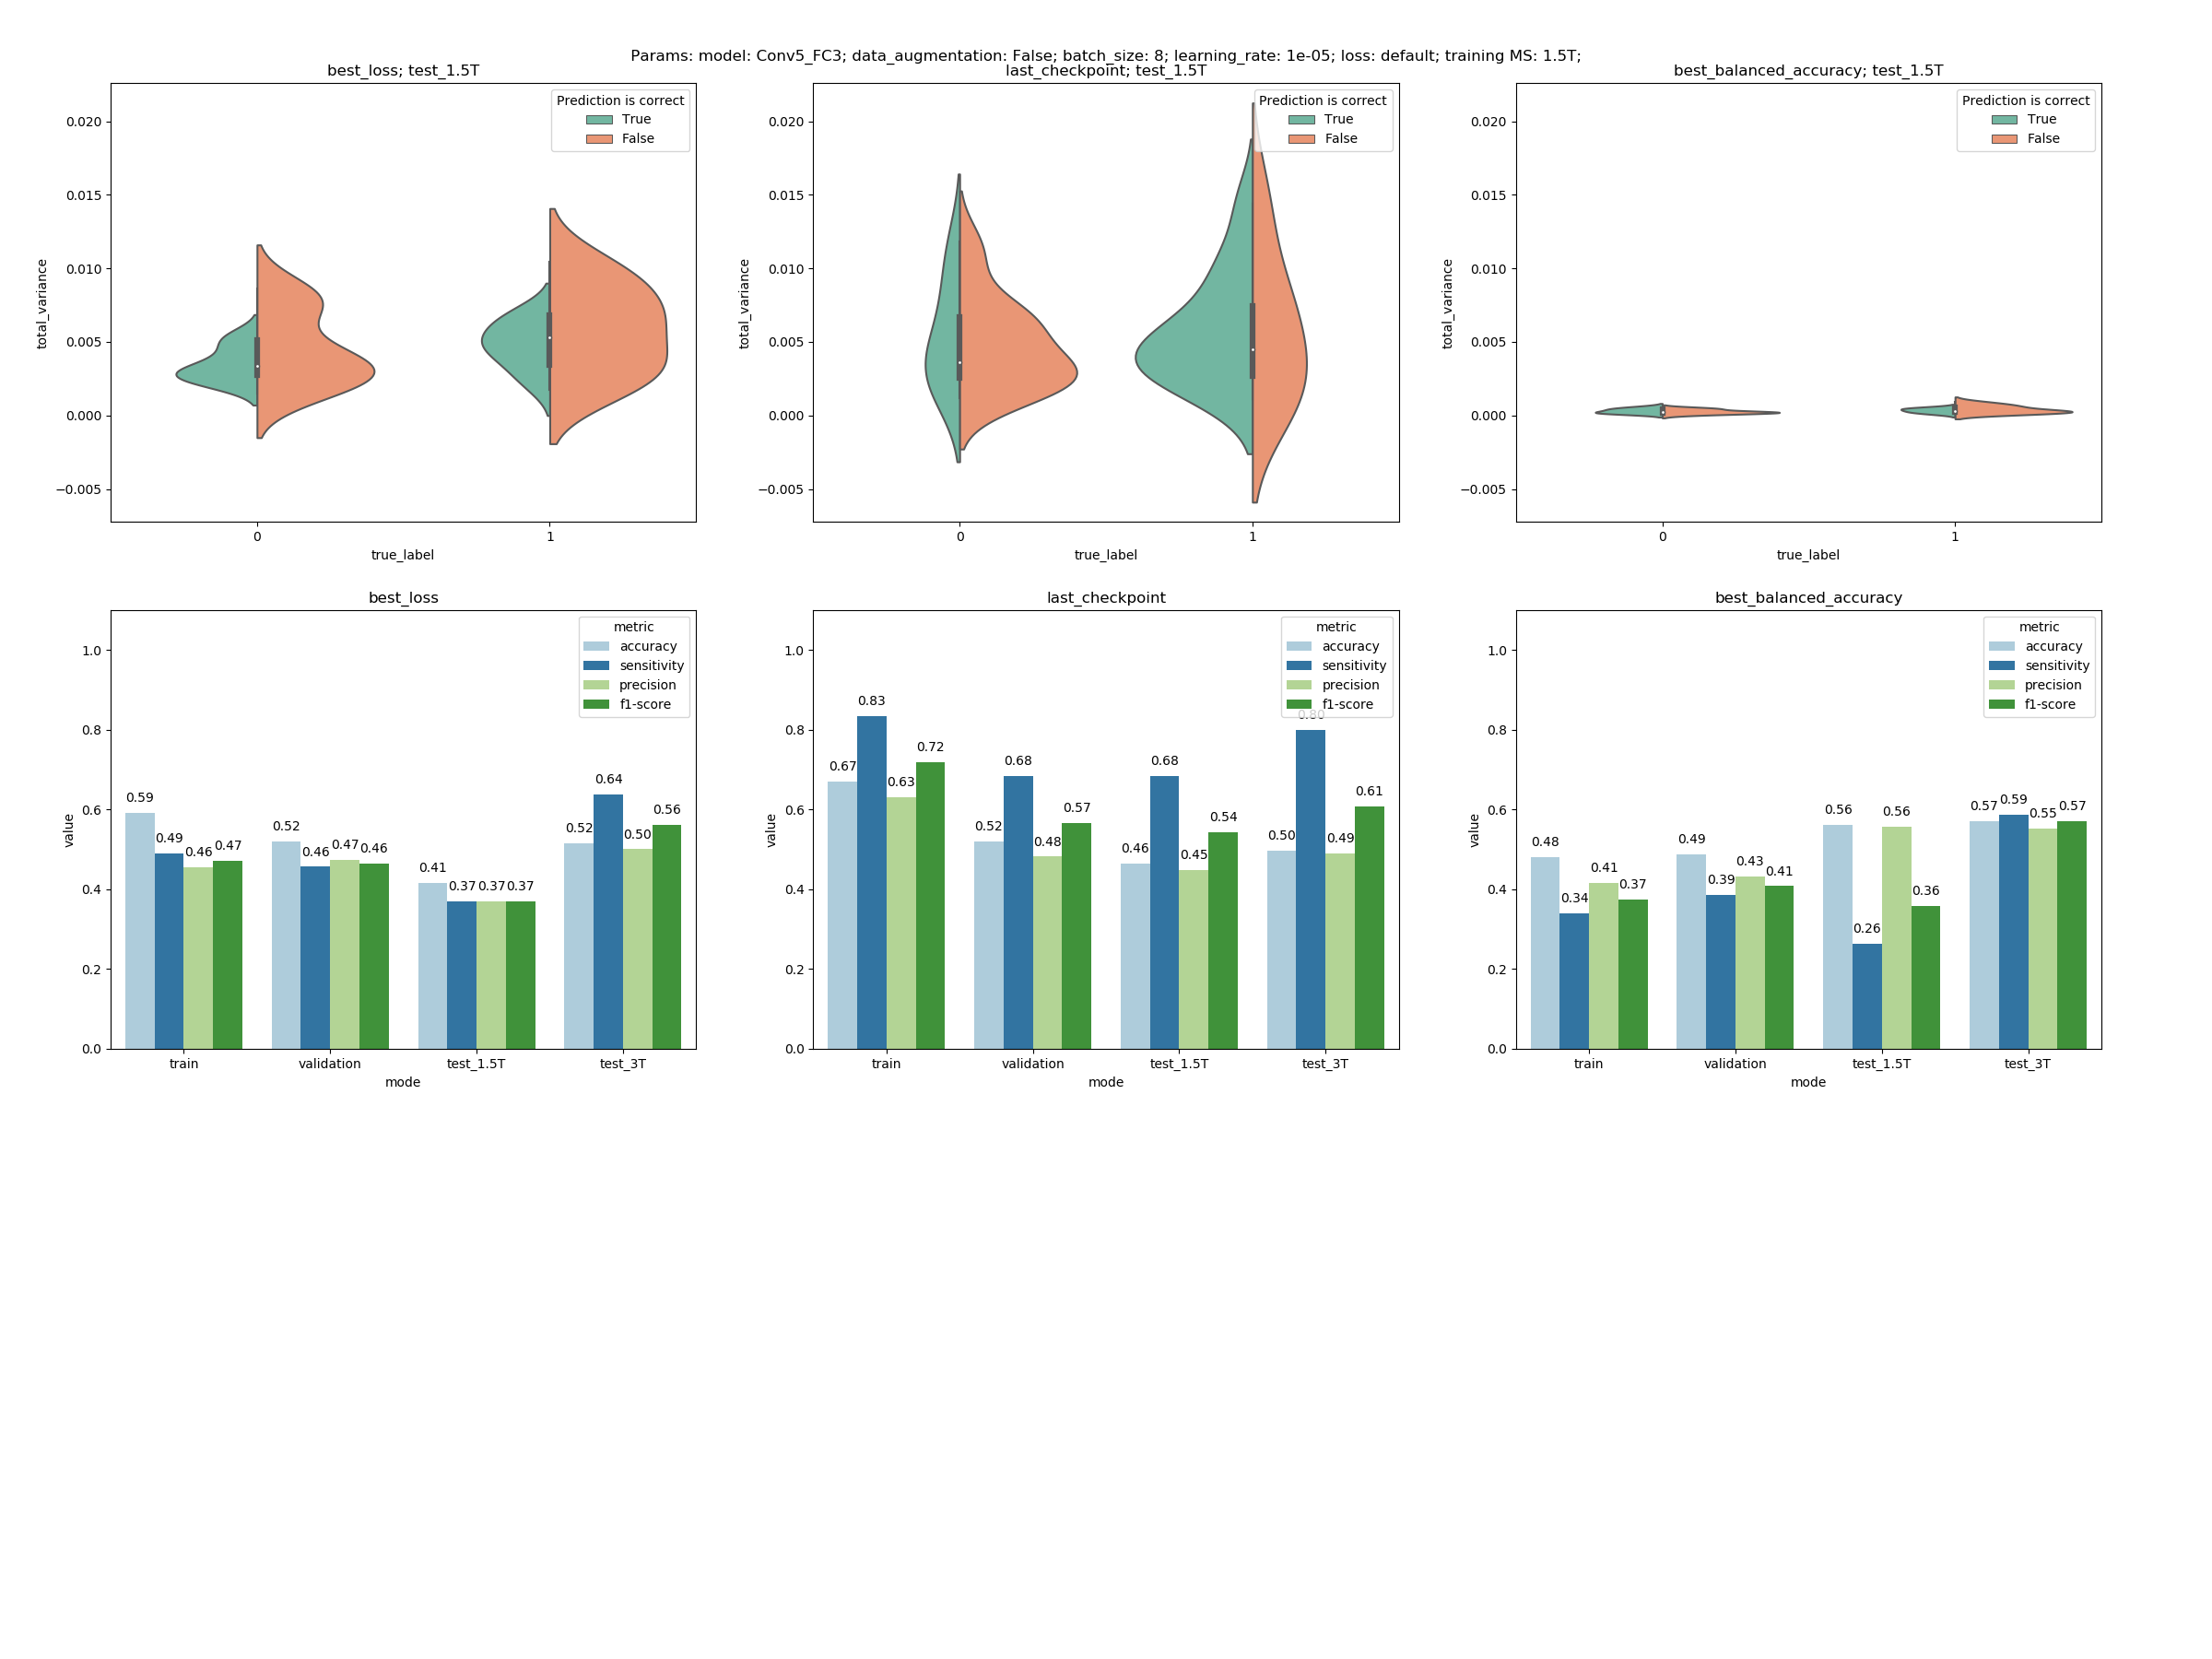 Params: model: Conv5_FC3; data_augmentation: False; batch_size: 8; learning_rate: 1e-05; loss: default; training MS: 1.5T;
best_loss; test_1.5T
Prediction is correct
True
False
0.020
0.015
0.010
0.005
0.000
−0.005
total_variance
0 1
true_label
last_checkpoint; test_1.5T
Prediction is correct
True
False
0.020
0.015
0.010
0.005
0.000
−0.005
total_variance
0 1
true_label
best_balanced_accuracy; test_1.5T
Prediction is correct
True
False
0.020
0.015
0.010
0.005
0.000
−0.005
total_variance
0 1
true_label
best_loss
metric
accuracy
sensitivity
precision
f1-score
1.0
0.8
0.6
0.4
0.2
0.0
value
0.59 0.49 0.46 0.47
0.52 0.46 0.47 0.46
0.41 0.37 0.37 0.37
0.52 0.64 0.50 0.56
train validation test_1.5T test_3T
mode
last_checkpoint
metric
accuracy
sensitivity
precision
f1-score
1.0
0.8
0.6
0.4
0.2
0.0
value
0.67 0.83 0.63 0.72
0.52 0.68 0.48 0.57
0.46 0.68 0.45 0.54
0.50 0.80 0.49 0.61
train validation test_1.5T test_3T
mode
best_balanced_accuracy
metric
accuracy
sensitivity
precision
f1-score
1.0
0.8
0.6
0.4
0.2
0.0
value
0.48 0.34 0.41 0.37
0.49 0.39 0.43 0.41
0.56 0.26 0.56 0.36
0.57 0.59 0.55 0.57
train validation test_1.5T test_3T
mode